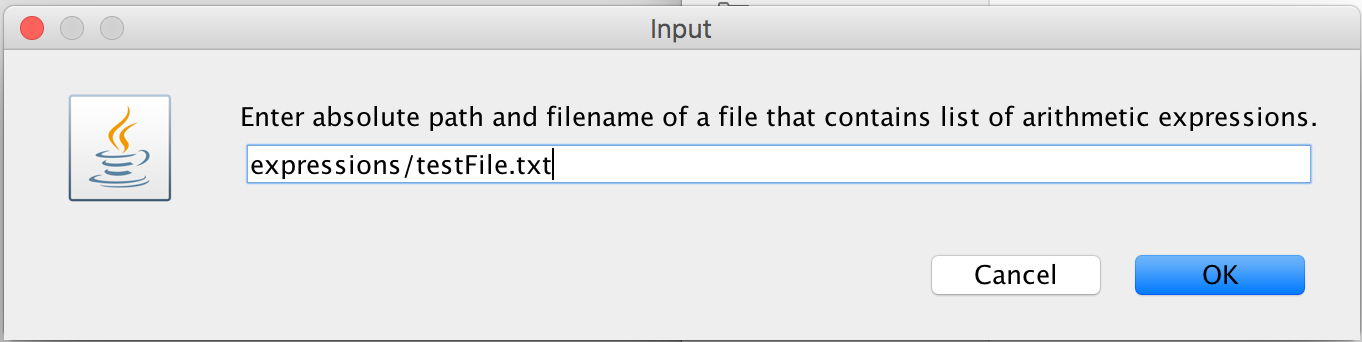 Input
Enter absolute path and filename of a file that contains list of arithmetic expressions.
expressions/testFile.txt
Cancel
OK